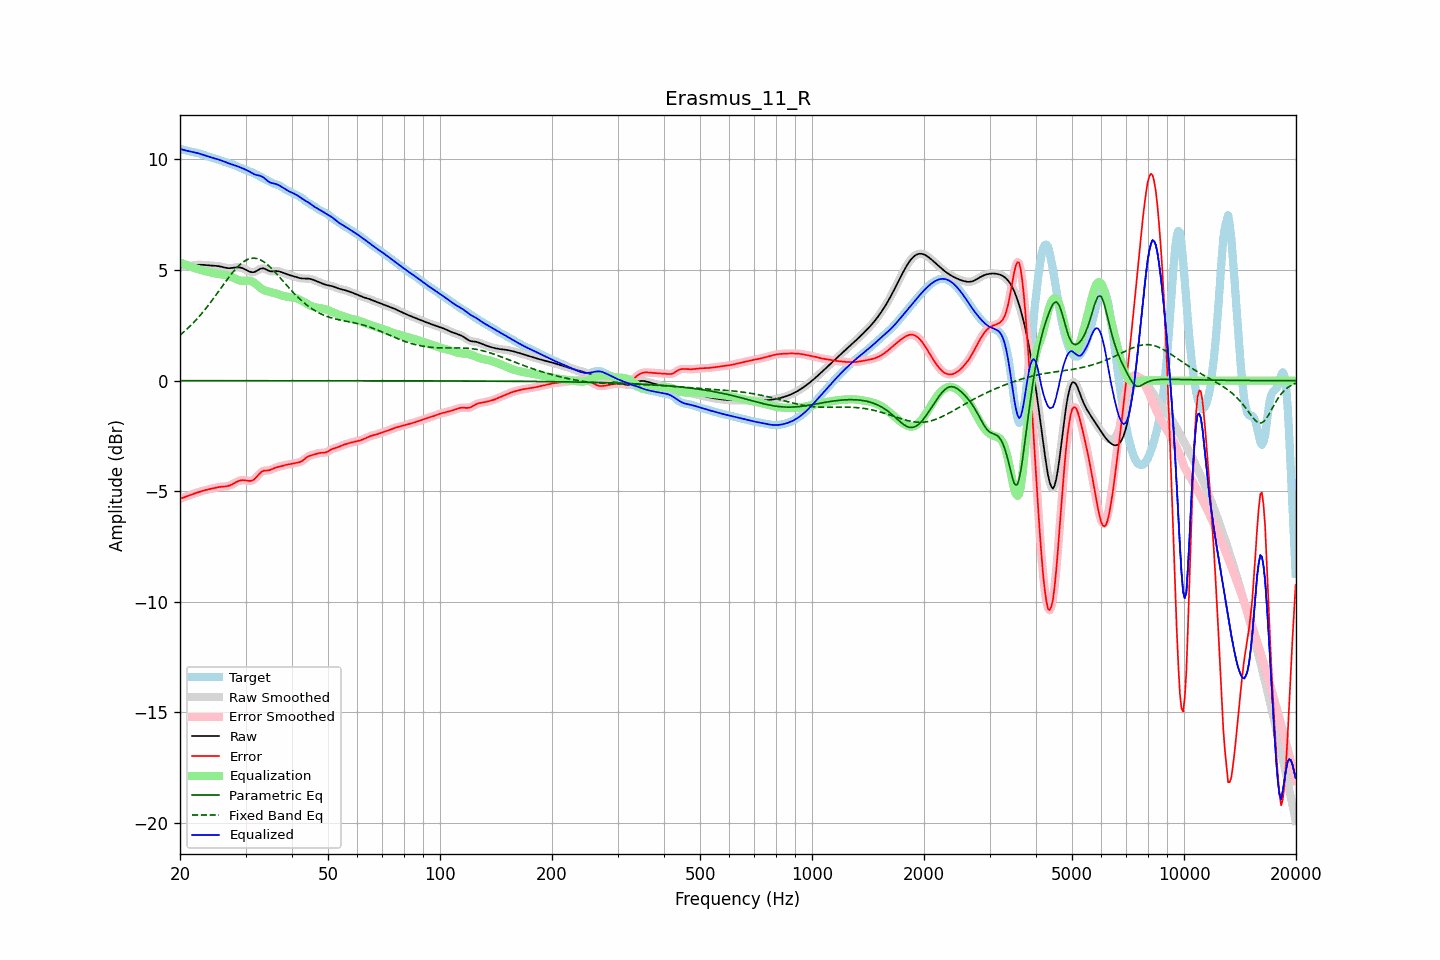 Erasmus_11_R
Amplitude (dBr)
10
5
0
−5
−10
−15
−20
Target
Raw Smoothed
Error Smoothed
Raw
Error
Equalization
Parametric Eq
Fixed Band Eq
Equalized
20 50 100 200 500 1000 2000 5000 10000 20000
Frequency (Hz)